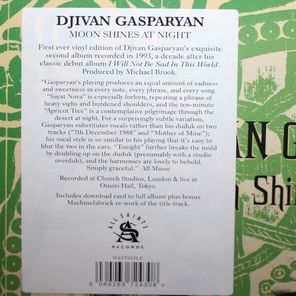 DJIVAN GASPARYAN
MOON SHINES AT NIGHT
First ever vinyl edition of Djivan Gasparyan's exquisite
second album recorded in 1993, a decade after his
classic debut album I Will Not Be Sad In This World.
Produced by Michael Brook.
"Gasparyan's playing produces an equal amount of sadness
and sweetness in every note, every phrase, and every song.
"Sayat Nova" is especially forlorn, repeating a phrase of
heavy sighs and burdened shoulders, and the ten-minute
"Apricot Tree" is a contemplative pilgrimage through the
desert at night. For a surprisingly subtle variation,
Gasparyan substitutes vocals rather than his duduk on two
tracks ("7th December 1988" and "Mother of Mine");
his vocal style is so similar to his playing that it's easy to
blur the two in the ear. "Tonight" further breaks the mold
by doubling up on the duduk (presumably with a studio
overdub), and the harmonies are lovely to behold.
Simply graceful." All Music
Recorded at Church Studios, London & live at
Omori Hall, Tokyo.
Includes download card to full album plus bonus
Machinefabriek re-work of the title track.
ALL SAINTS
RECORDS
WAST013LP
5 060263 724308 >
AN G
Shi